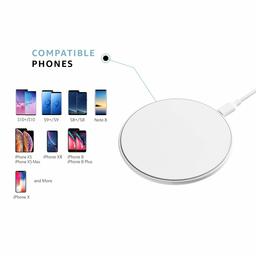 COMPATIBLE
PHONES
S10+/S10
S9+/S9
S8+/S8
Note 8
iPhone XS
iPhone XS Max
iPhone XR
iPhone 8
iPhone 8 Plus
iPhone X
and More